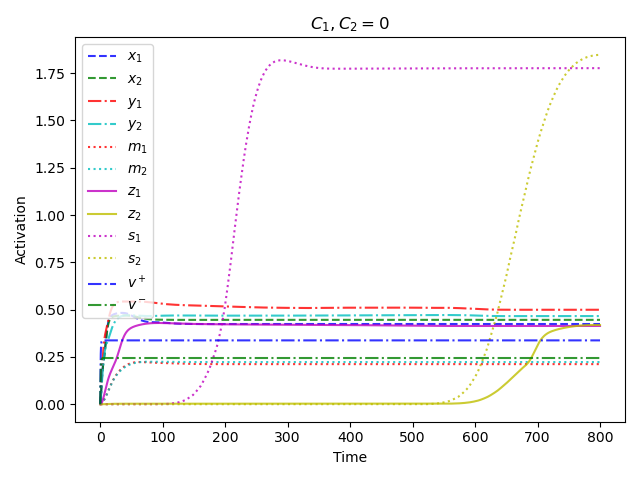 C₁, C₂ = 0
x₁
x₂
y₁
y₂
m₁
m₂
z₁
z₂
s₁
s₂
v⁺
v⁻
Activation
1.75
1.50
1.25
1.00
0.75
0.50
0.25
0.00
0 100 200 300 400 500 600 700 800
Time